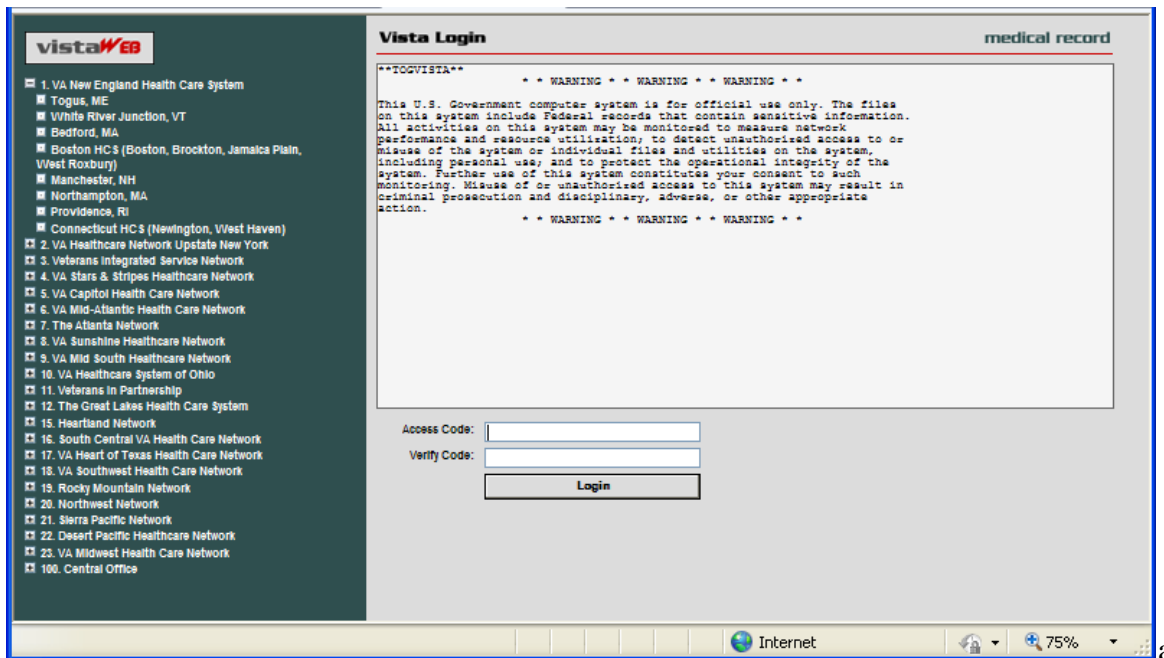 vistaWEB
1. VA New England Health Care System
Togus, ME
White River Junction, VT
Bedford, MA
Boston HCS (Boston, Brockton, Jamaica Plain,
West Roxbury)
Manchester, NH
Northampton, MA
Providence, RI
Connecticut HCS (Newington, West Haven)
2. VA Healthcare Network Upstate New York
3. Veterans Integrated Service Network
4. VA Stars & Stripes Healthcare Network
5. VA Capitol Health Care Network
6. VA Mid-Atlantic Health Care Network
7. The Atlanta Network
8. VA Sunshine Healthcare Network
9. VA Mid South Healthcare Network
10. VA Healthcare System of Ohio
11. Veterans in Partnership
12. The Great Lakes Health Care System
15. Heartland Network
16. South Central VA Health Care Network
17. VA Heart of Texas Health Care Network
18. VA Southwest Health Care Network
19. Rocky Mountain Network
20. Northwest Network
21. Sierra Pacific Network
22. Desert Pacific Healthcare Network
23. VA Midwest Health Care Network
100. Central Office
Vista Login
medical record
**TOGVISTA**
* * WARNING * * WARNING * * WARNING * *
This U.S. Government computer system is for official use only. The files
on this system include Federal records that contain sensitive information.
All activities on this system may be monitored to measure network
performance and resource utilization; to detect unauthorized access to or
misuse of the system or individual files and utilities on the system,
including personal use; and to protect the operational integrity of the
system. Further use of this system constitutes your consent to such
monitoring. Misuse of or unauthorized access to this system may result in
criminal prosecution and disciplinary, adverse, or other appropriate
action.
* * WARNING * * WARNING * * WARNING * *
Access Code:
Verify Code:
Login
Internet
75%